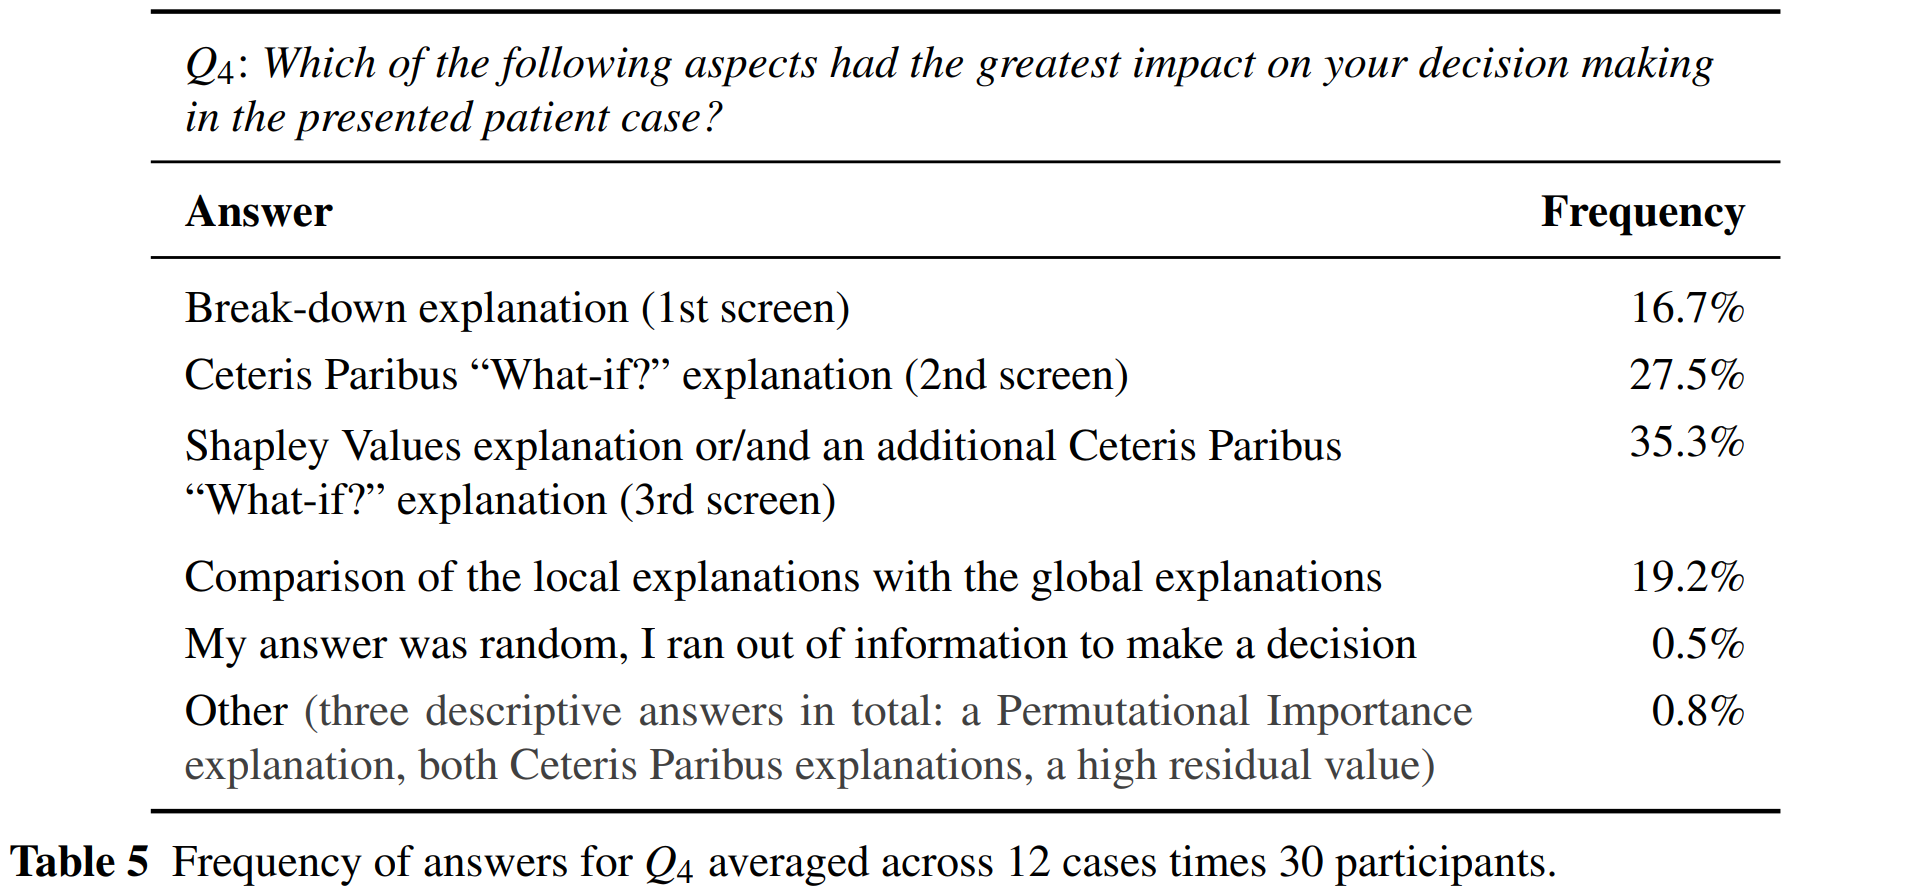 Q4: Which of the following aspects had the greatest impact on your decision making
in the presented patient case?
Answer Frequency
Break-down explanation (1st screen) 16.7%
Ceteris Paribus “What-if?” explanation (2nd screen) 27.5%
Shapley Values explanation or/and an additional Ceteris Paribus 35.3%
“What-if?” explanation (3rd screen)
Comparison of the local explanations with the global explanations 19.2%
My answer was random, I ran out of information to make a decision 0.5%
Other (three descriptive answers in total: a Permutational Importance 0.8%
explanation, both Ceteris Paribus explanations, a high residual value)
Table 5 Frequency of answers for Q4 averaged across 12 cases times 30 participants.